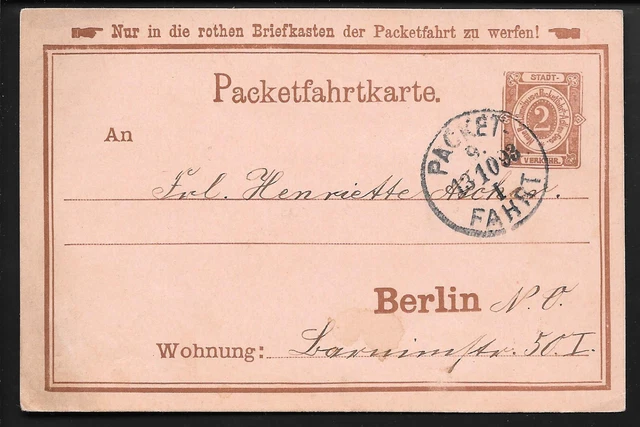 Nur in die rothen Briefkasten der Packetfahrt zu werfen!
Packetfahrtkarte.
STADT-
2
VERKEHR.
An
PACKET-
9.
13 10 93
FAHRT
Frl. Henriette
Berlin N. O.
Wohnung: Barnimstr. 50. I.